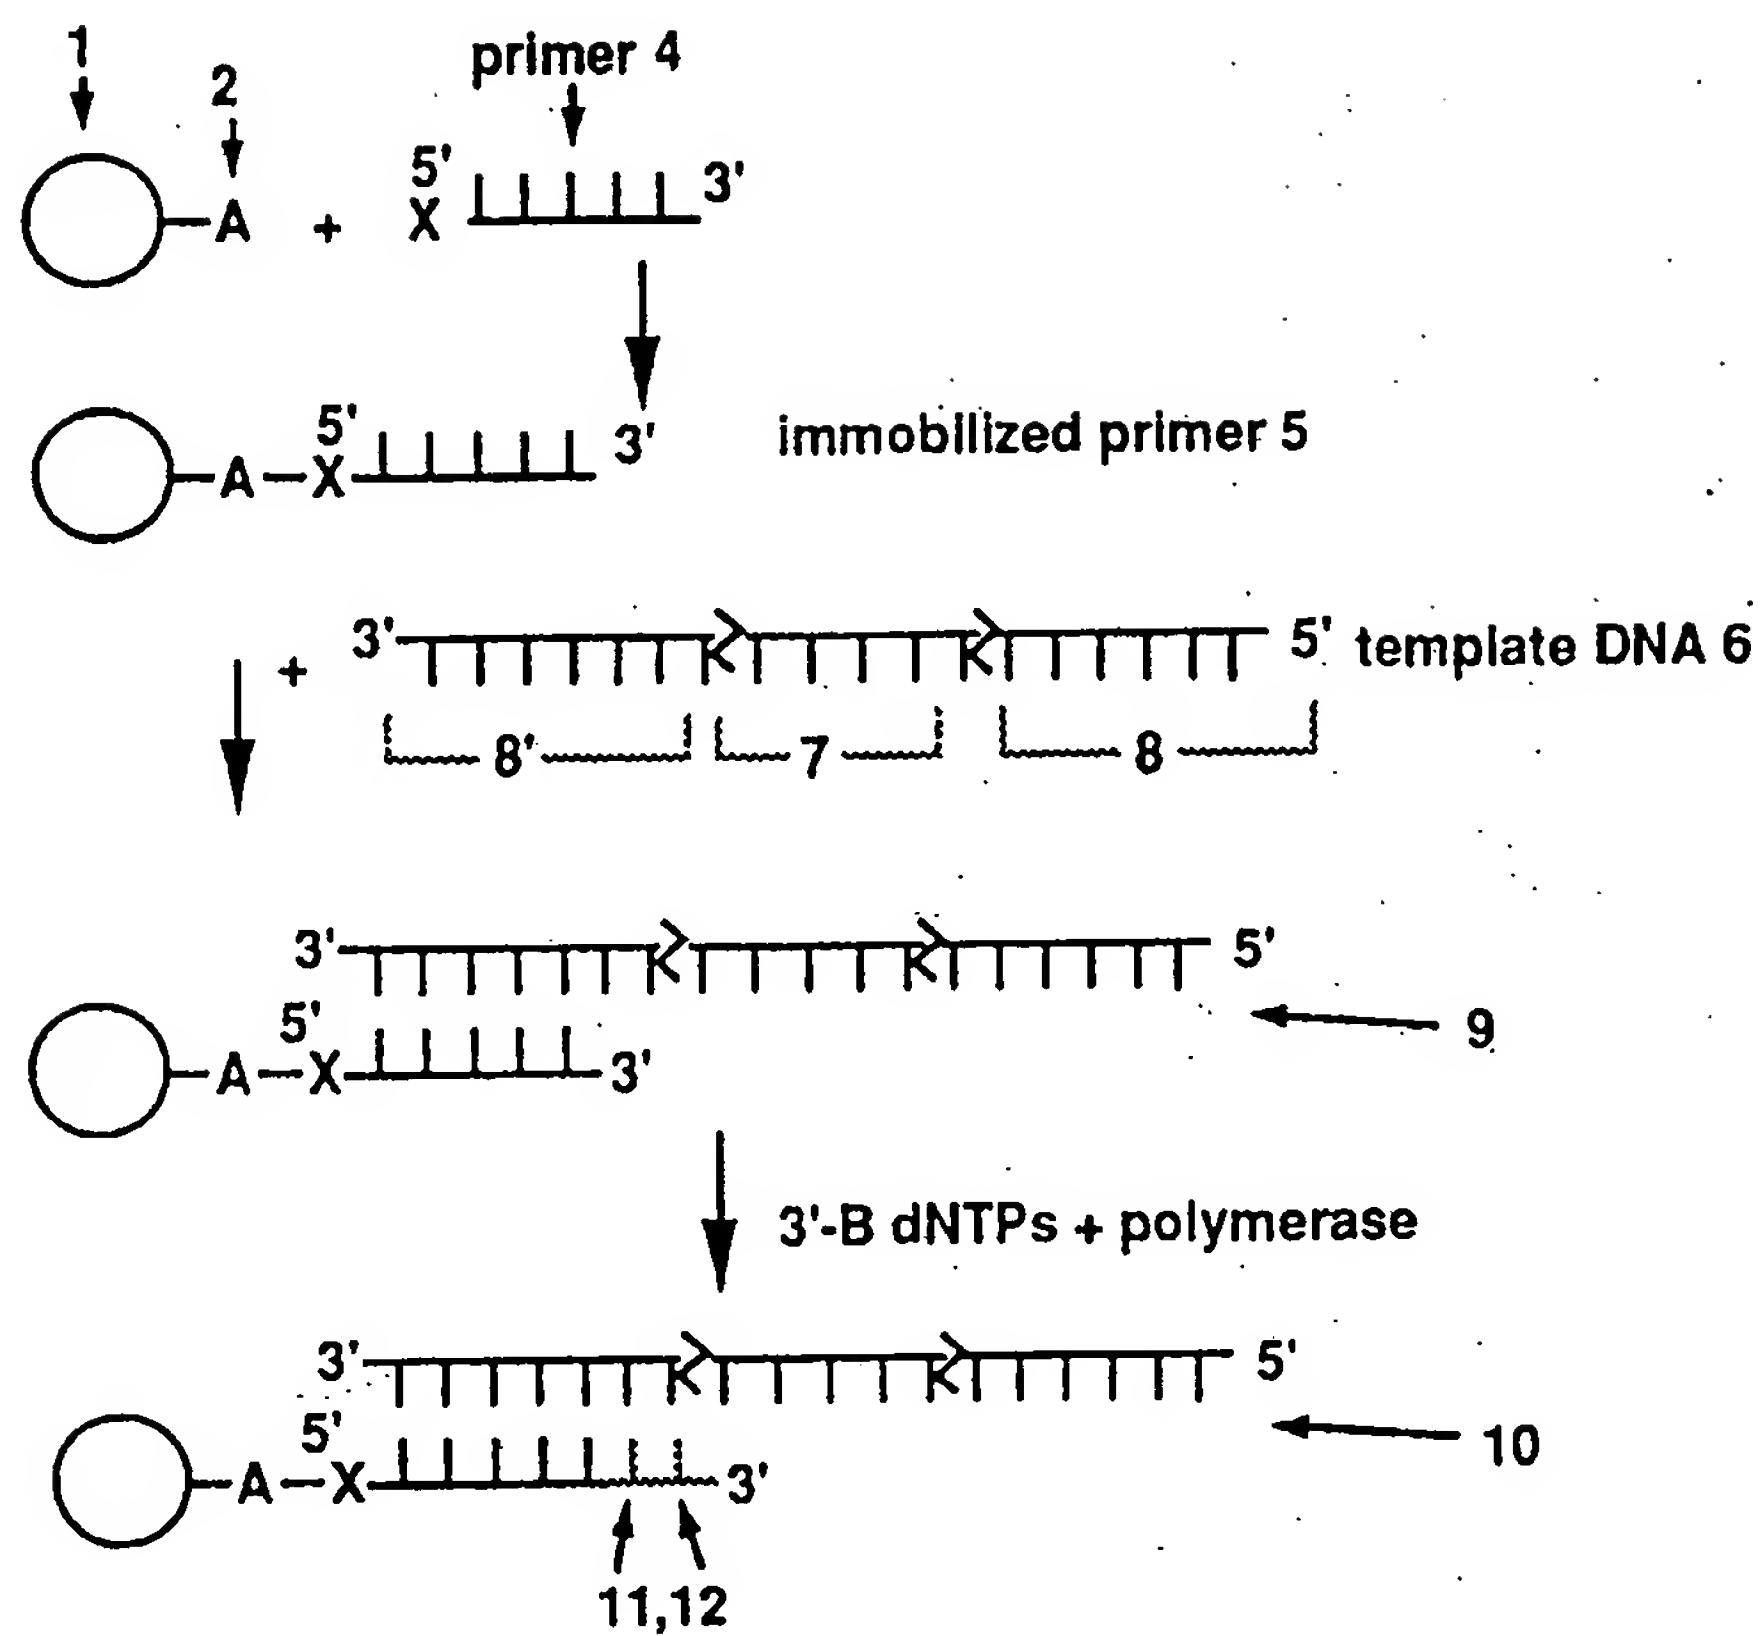 1
2
primer 4
5' 3'
A + X
5' 3' immobilized primer 5
A X
+ 3' 5' template DNA 6
8' 7 8
3' 5'
9
5'
A X 3'
3'-B dNTPs + polymerase
3' 5'
10
5'
A X 3'
11,12